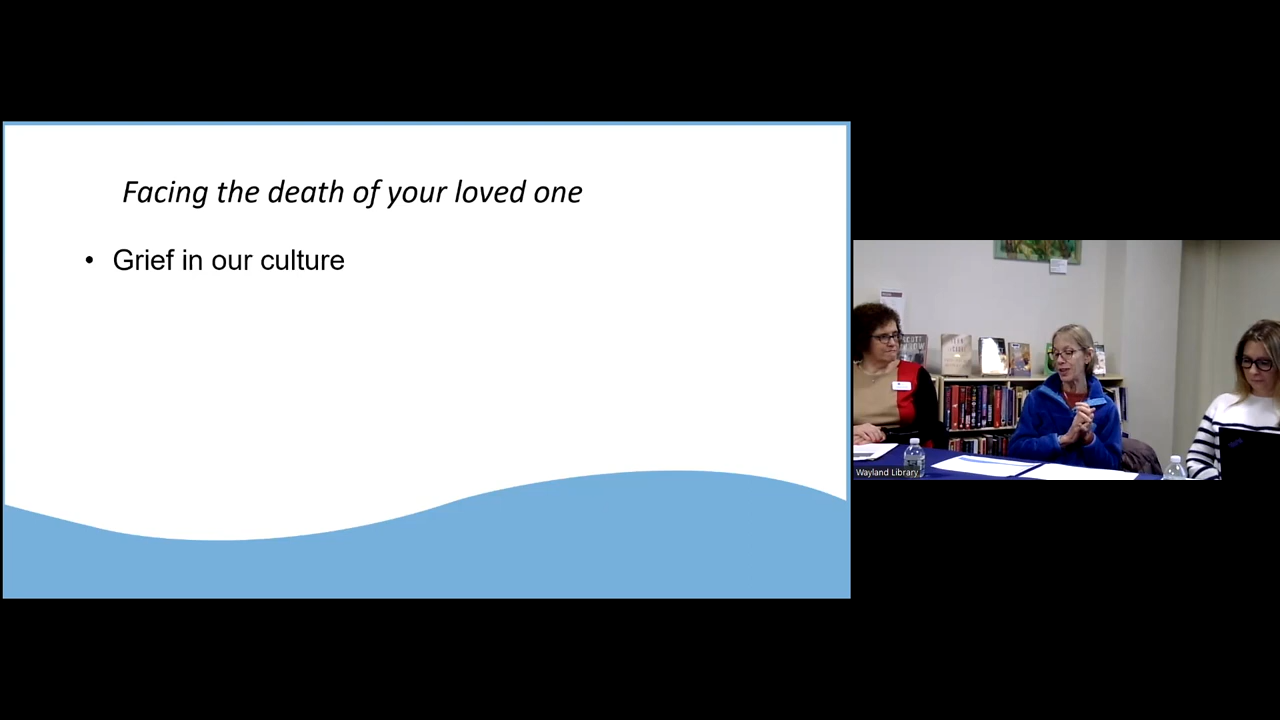 Facing the death of your loved one
• Grief in our culture
Wayland Library